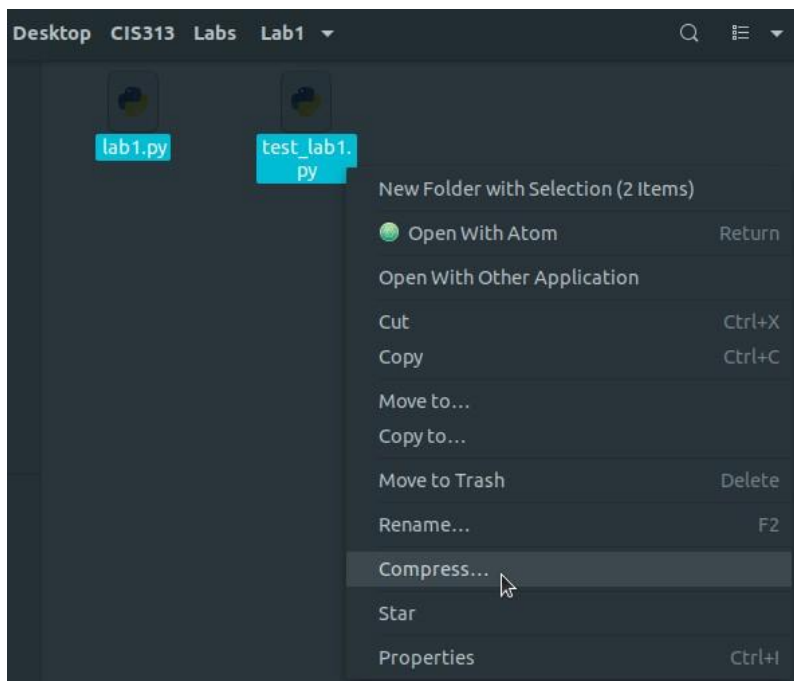 Desktop CIS313 Labs Lab1
lab1.py
test_lab1.
py
New Folder with Selection (2 Items)
Open With Atom Return
Open With Other Application
Cut Ctrl+X
Copy Ctrl+C
Move to…
Copy to…
Move to Trash Delete
Rename… F2
Compress…
Star
Properties Ctrl+I